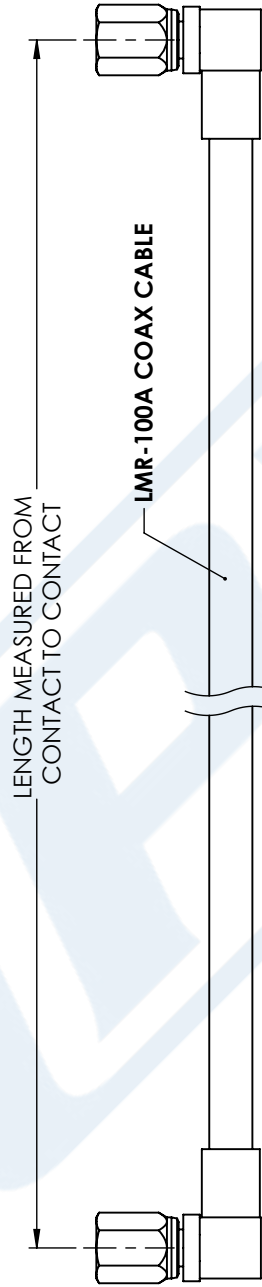 LENGTH MEASURED FROM
CONTACT TO CONTACT
LMR-100A COAX CABLE